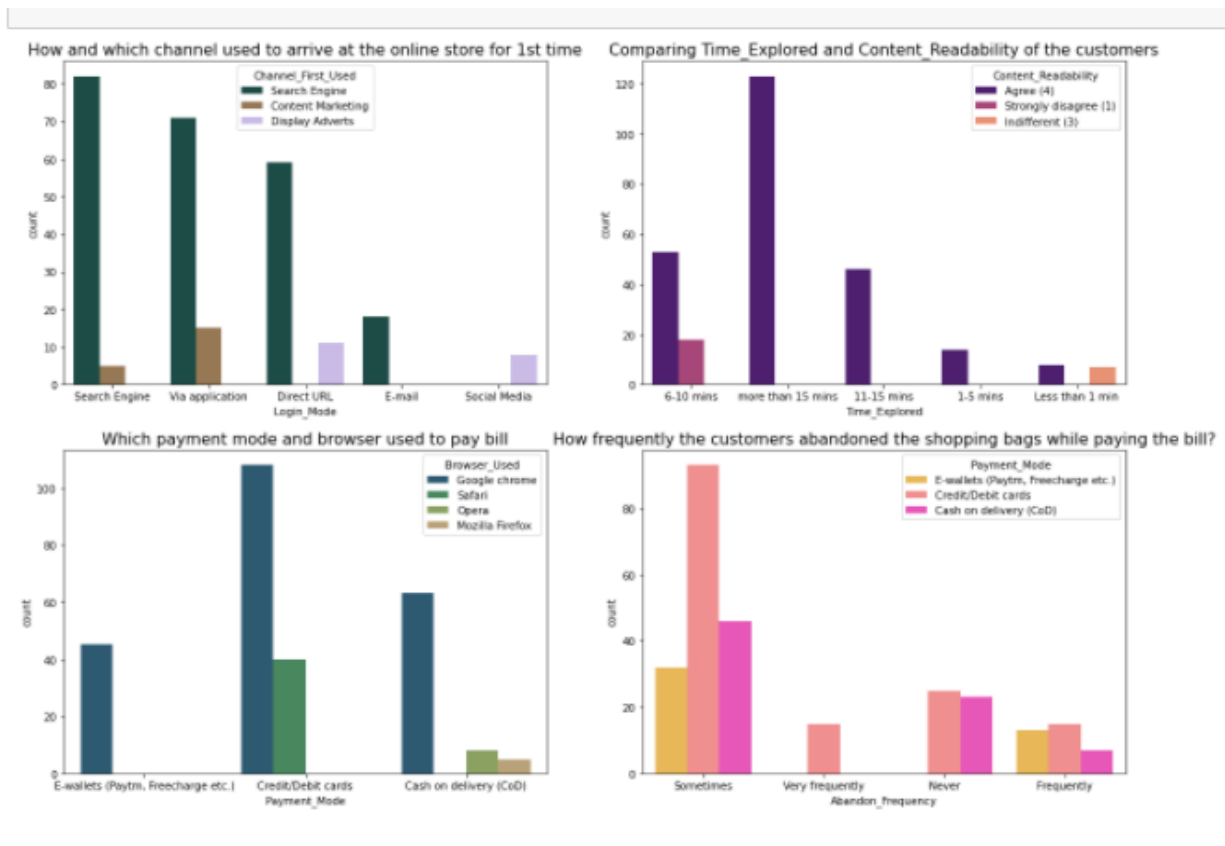 How and which channel used to arrive at the online store for 1st time
Channel_First_Used
Search Engine
Content Marketing
Display Adverts
80
70
60
50
40
30
20
10
0
count
Search Engine
Via application
Direct URL
E-mail
Social Media
Login_Mode
Comparing Time_Explored and Content_Readability of the customers
Content_Readability
Agree (4)
Strongly disagree (1)
Indifferent (3)
120
100
80
60
40
20
0
count
6-10 mins
more than 15 mins
11-15 mins
1-5 mins
Less than 1 min
Time_Explored
Which payment mode and browser used to pay bill
Browser_Used
Google chrome
Safari
Opera
Mozilla Firefox
100
80
60
40
20
0
count
E-wallets (Paytm, Freecharge etc.)
Credit/Debit cards
Cash on delivery (CoD)
Payment_Mode
How frequently the customers abandoned the shopping bags while paying the bill?
Payment_Mode
E-wallets (Paytm, Freecharge etc.)
Credit/Debit cards
Cash on delivery (CoD)
80
60
40
20
0
count
Sometimes
Very frequently
Never
Frequently
Abandon_Frequency